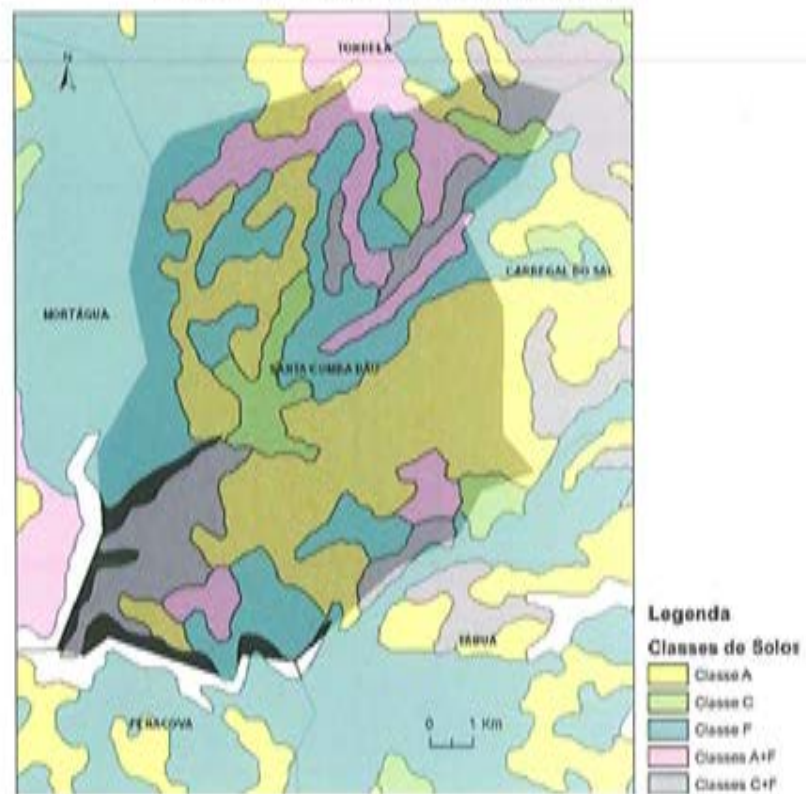 TONDELA
N
CARREGAL DO SAL
MORTÁGUA
SANTA COMBA DÃO
TÁBUA
PENACOVA
0 1 Km
Legenda
Classes de Solos
Classe A
Classe C
Classe F
Classes A+F
Classes C+F